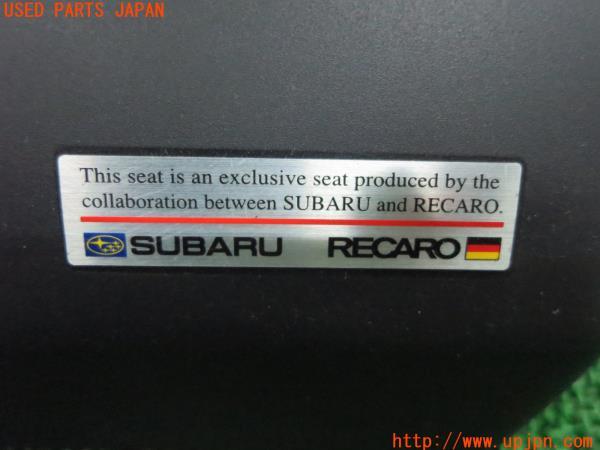 USED PARTS JAPAN
This seat is an exclusive seat produced by the
collaboration between SUBARU and RECARO.
SUBARU RECARO
http://www.upjpn.com/